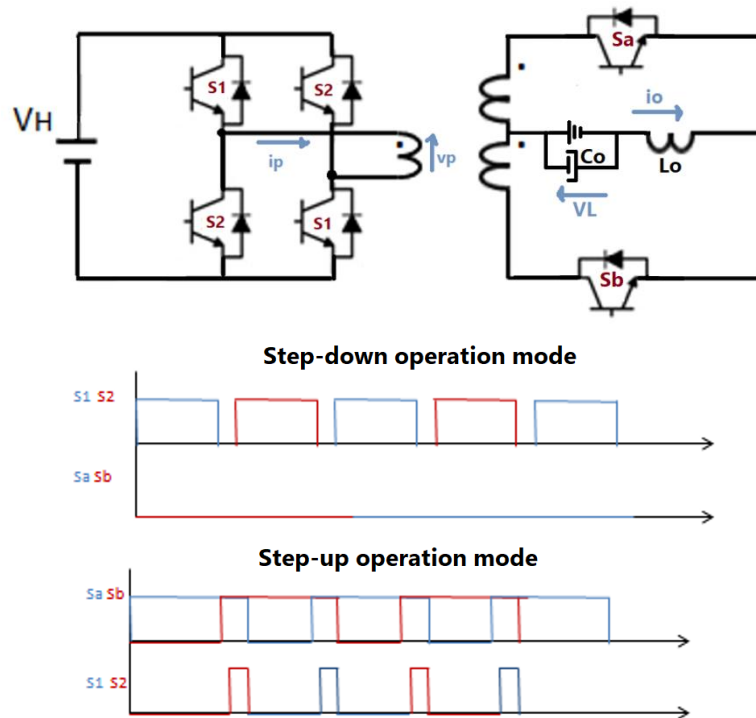 Sa
S1
S2
io
VH
ip
vp
Co
Lo
VL
S2
S1
Sb
Step-down operation mode
S1 S2
Sa Sb
Step-up operation mode
Sa Sb
S1 S2